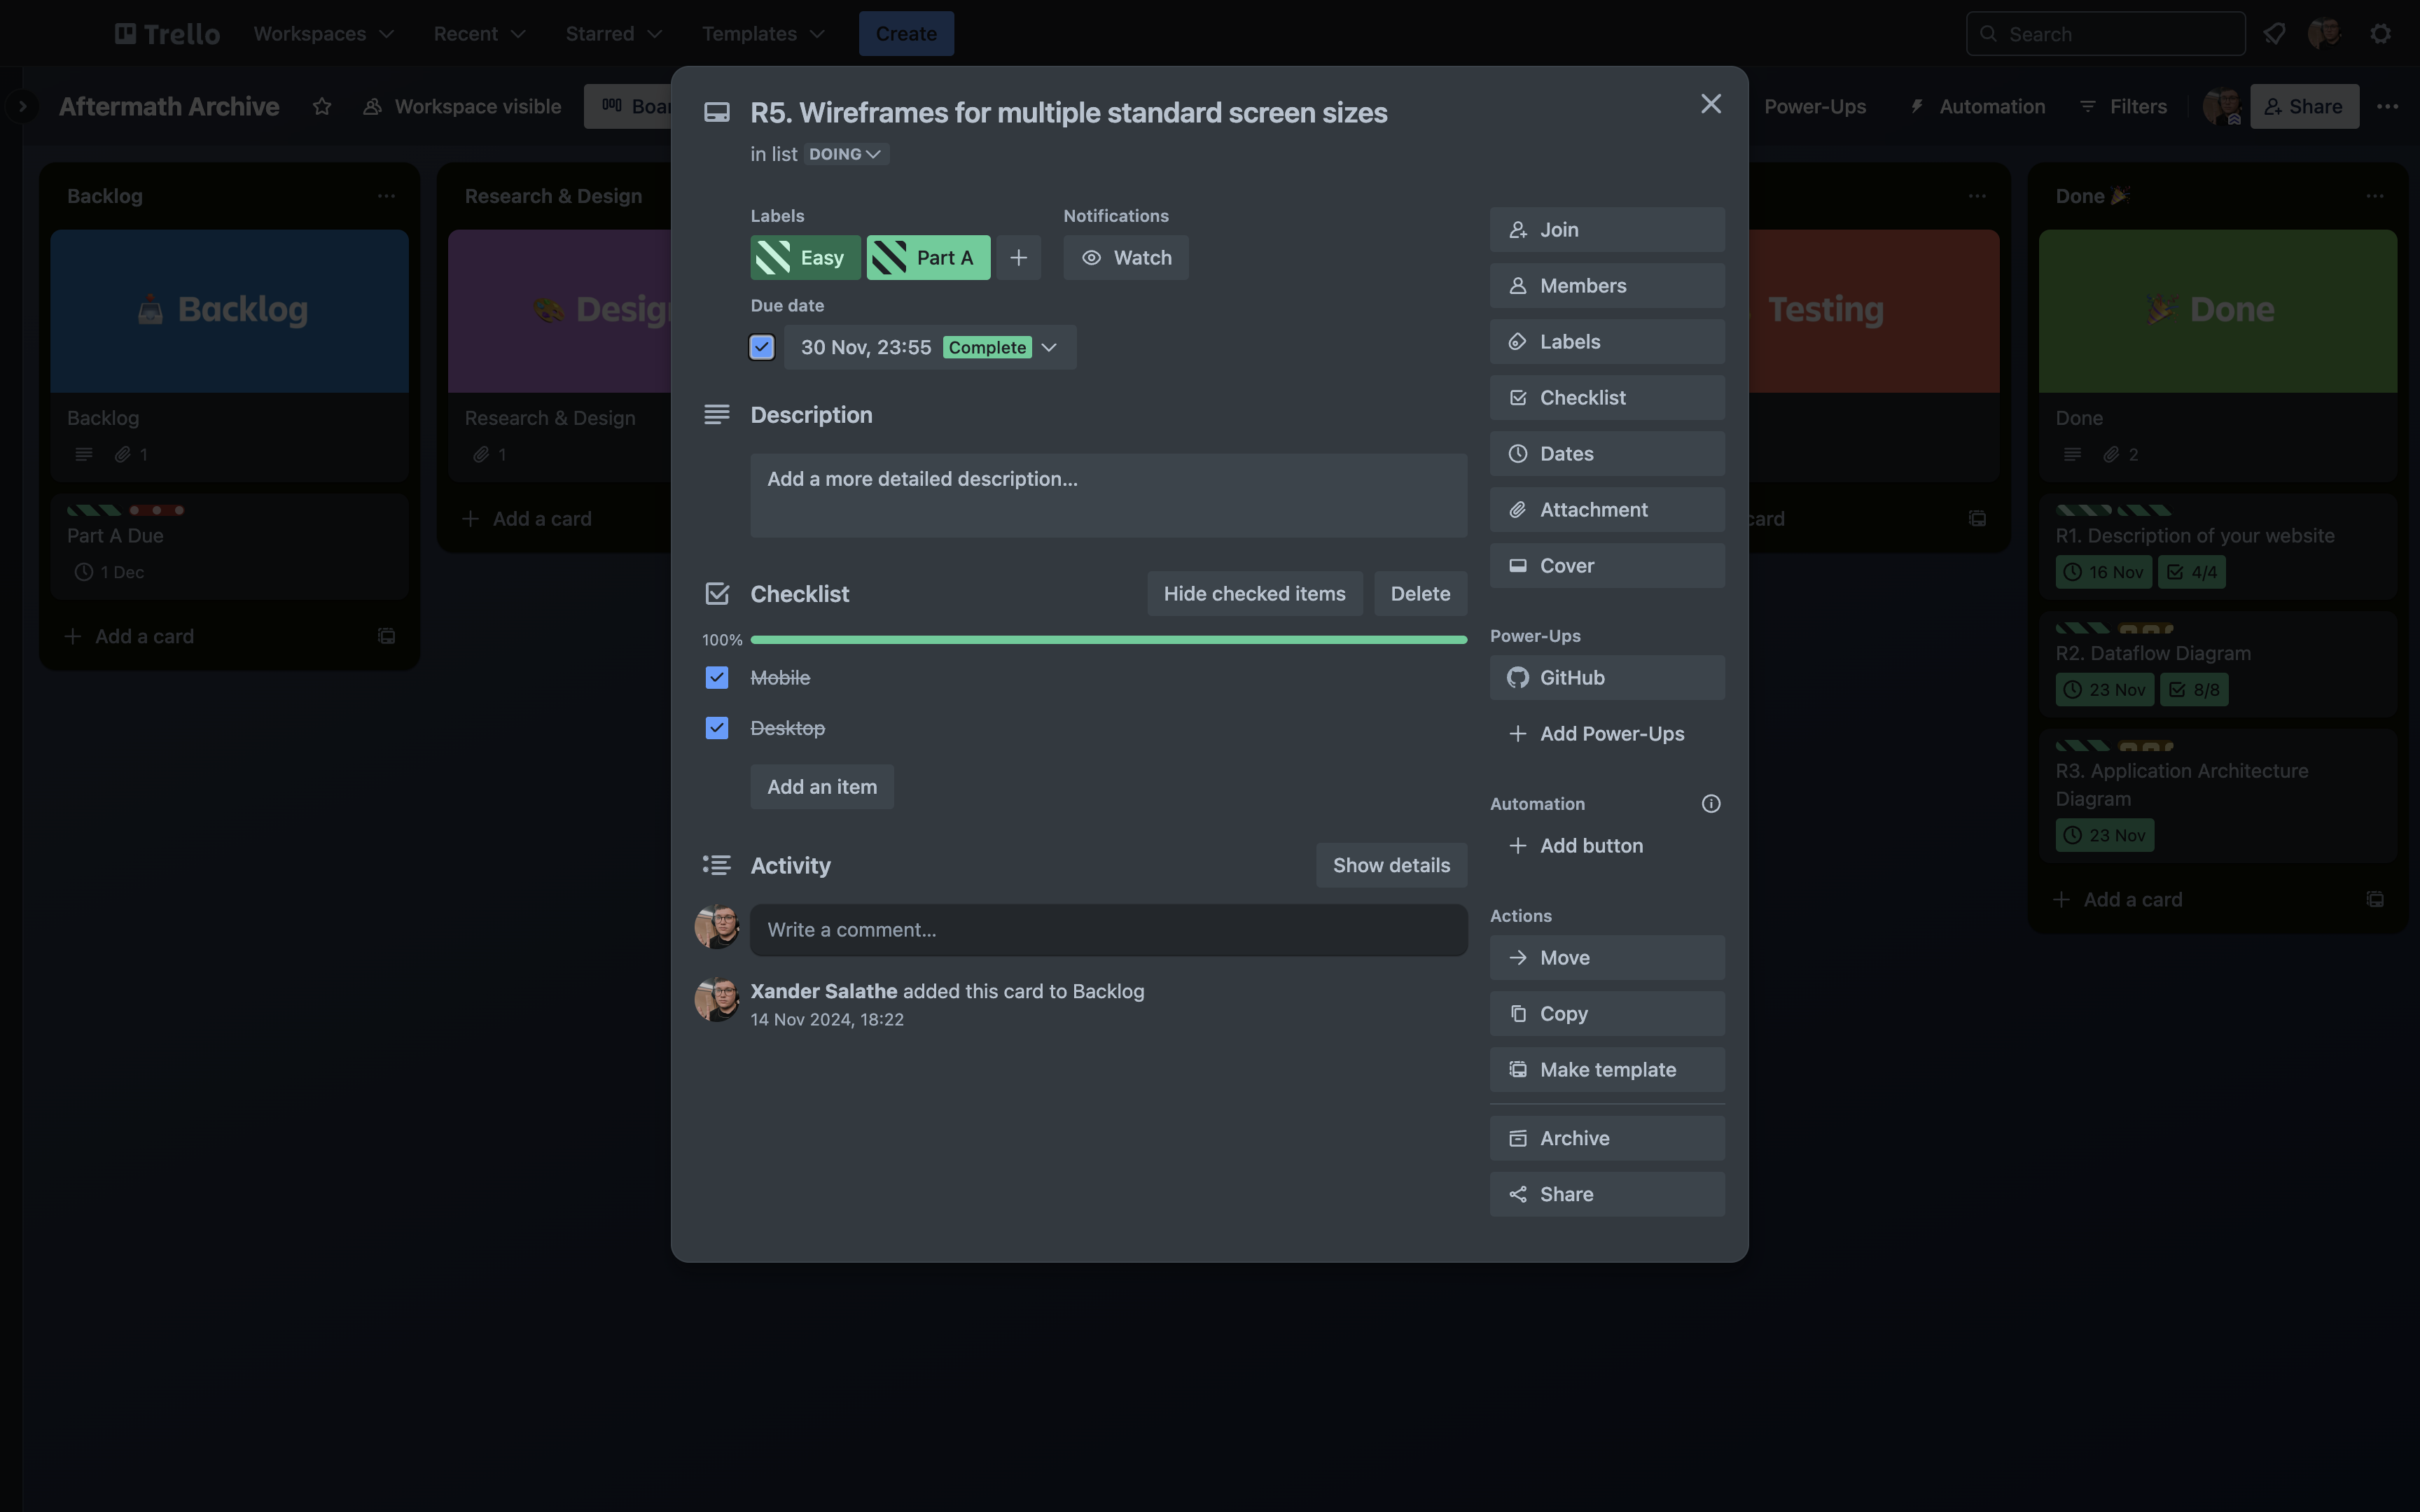 Trello
Workspaces
Recent
Starred
Templates
Create
Search
Aftermath Archive
Workspace visible
Power-Ups
Automation
Filters
Share
Backlog
Backlog
Backlog
1
Part A Due
1 Dec
Add a card
Research & Design
Research & Design
1
Add a card
R5. Wireframes for multiple standard screen sizes
in list DOING
Labels
Easy
Part A
Notifications
Watch
Due date
30 Nov, 23:55 Complete
Description
Add a more detailed description...
Checklist
Hide checked items
Delete
100%
Mobile
Desktop
Add an item
Activity
Show details
Write a comment...
Xander Salathe added this card to Backlog
14 Nov 2024, 18:22
Join
Members
Labels
Checklist
Dates
Attachment
Cover
Power-Ups
GitHub
Add Power-Ups
Automation
Add button
Actions
Move
Copy
Make template
Archive
Share
Testing
card
Done 🎉
🎉 Done
Done
2
R1. Description of your website
16 Nov
4/4
R2. Dataflow Diagram
23 Nov
8/8
R3. Application Architecture
Diagram
23 Nov
Add a card